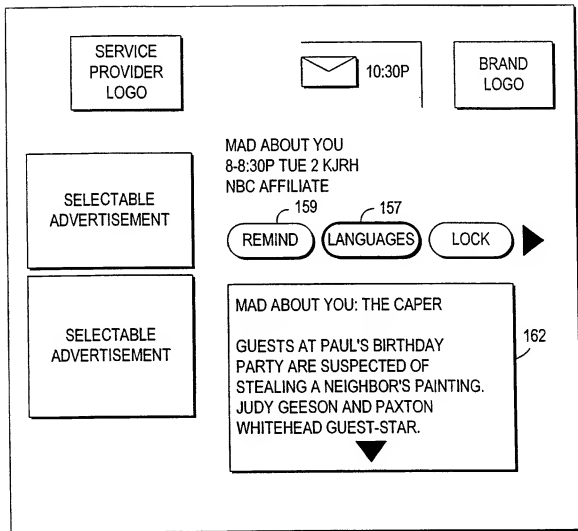 SERVICE
PROVIDER
LOGO
10:30P
BRAND
LOGO
MAD ABOUT YOU
8-8:30P TUE 2 KJRH
NBC AFFILIATE
SELECTABLE
ADVERTISEMENT
159
157
REMIND
LANGUAGES
LOCK
SELECTABLE
ADVERTISEMENT
MAD ABOUT YOU: THE CAPER
162
GUESTS AT PAUL'S BIRTHDAY
PARTY ARE SUSPECTED OF
STEALING A NEIGHBOR'S PAINTING.
JUDY GEESON AND PAXTON
WHITEHEAD GUEST-STAR.